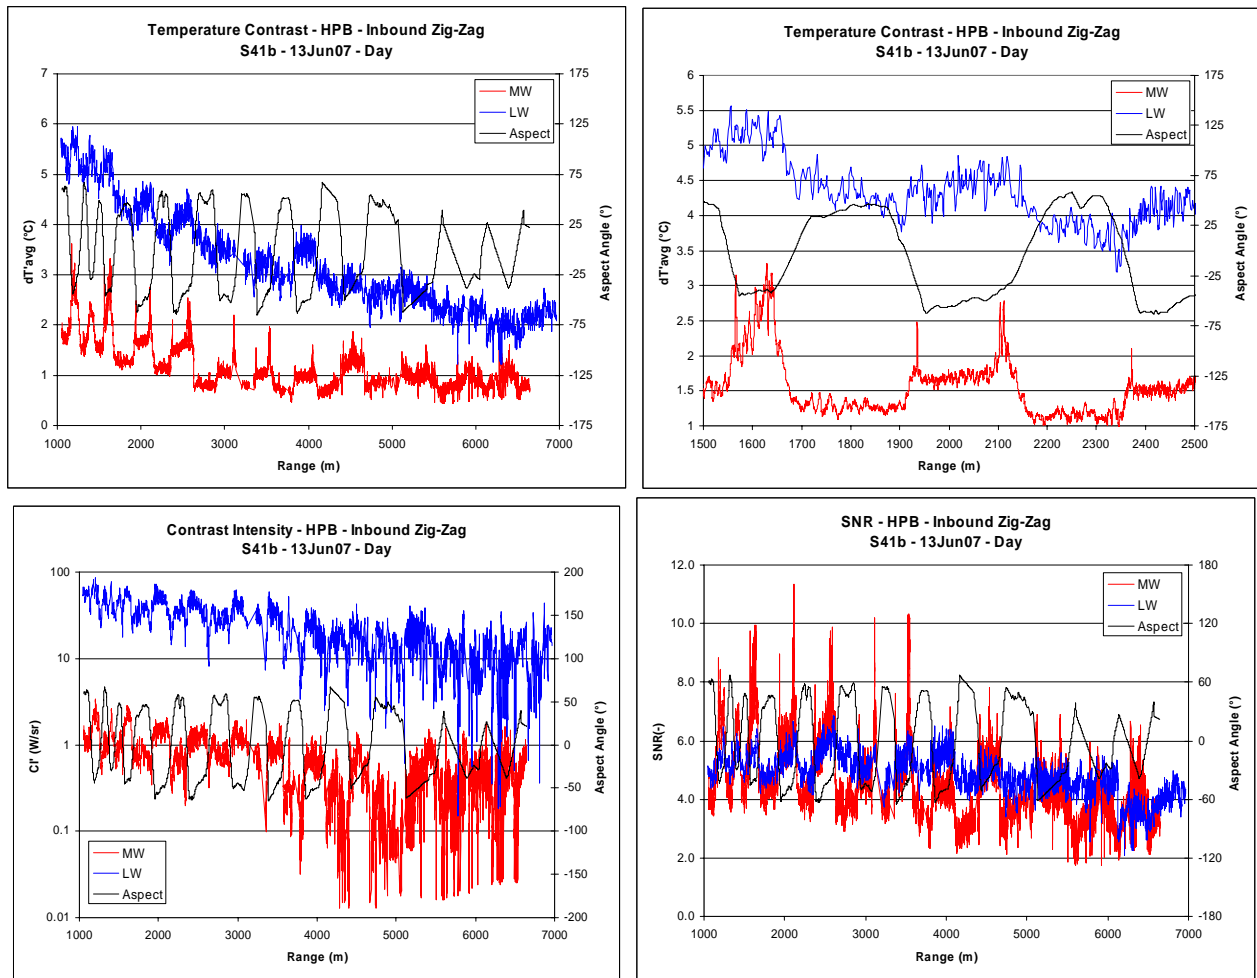 Temperature Contrast - HPB - Inbound Zig-Zag
S41b - 13Jun07 - Day
7
6
5
4
3
2
1
0
dT'avg (°C)
175
125
75
25
-25
-75
-125
-175
Aspect Angle (°)
MW
LW
Aspect
1000 2000 3000 4000 5000 6000 7000
Range (m)
Temperature Contrast - HPB - Inbound Zig-Zag
S41b - 13Jun07 - Day
6
5.5
5
4.5
4
3.5
3
2.5
2
1.5
1
dT'avg (°C)
175
125
75
25
-25
-75
-125
-175
Aspect Angle (°)
MW
LW
Aspect
1500 1600 1700 1800 1900 2000 2100 2200 2300 2400 2500
Range (m)
Contrast Intensity - HPB - Inbound Zig-Zag
S41b - 13Jun07 - Day
100
10
1
0.1
0.01
CI' (W/sr)
200
150
100
50
0
-50
-100
-150
-200
Aspect Angle (°)
MW
LW
Aspect
1000 2000 3000 4000 5000 6000 7000
Range (m)
SNR - HPB - Inbound Zig-Zag
S41b - 13Jun07 - Day
12.0
10.0
8.0
6.0
4.0
2.0
0.0
SNR(-)
180
120
60
0
-60
-120
-180
Aspect Angle (°)
MW
LW
Aspect
1000 2000 3000 4000 5000 6000 7000
Range (m)